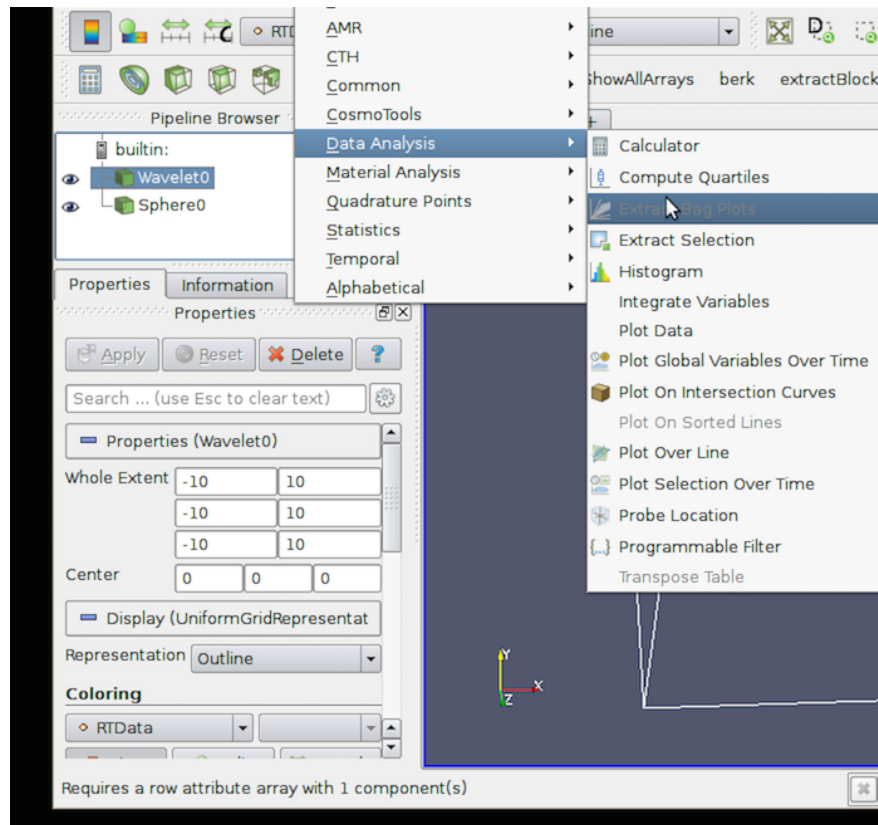 RTD
ine
AMR
CTH
Common
CosmoTools
Data Analysis
Material Analysis
Quadrature Points
Statistics
Temporal
Alphabetical
howAllArrays berk extractBlock
Pipeline Browser
builtin:
Wavelet0
Sphere0
Calculator
Compute Quartiles
Extract Bag Plots
Extract Selection
Histogram
Integrate Variables
Plot Data
Plot Global Variables Over Time
Plot On Intersection Curves
Plot On Sorted Lines
Plot Over Line
Plot Selection Over Time
Probe Location
{...} Programmable Filter
Transpose Table
Properties Information
Properties
Apply Reset Delete ?
Search ... (use Esc to clear text)
Properties (Wavelet0)
Whole Extent -10 10
-10 10
-10 10
Center 0 0 0
Display (UniformGridRepresentat
Representation Outline
Coloring
RTData
Y
X
Z
Requires a row attribute array with 1 component(s)